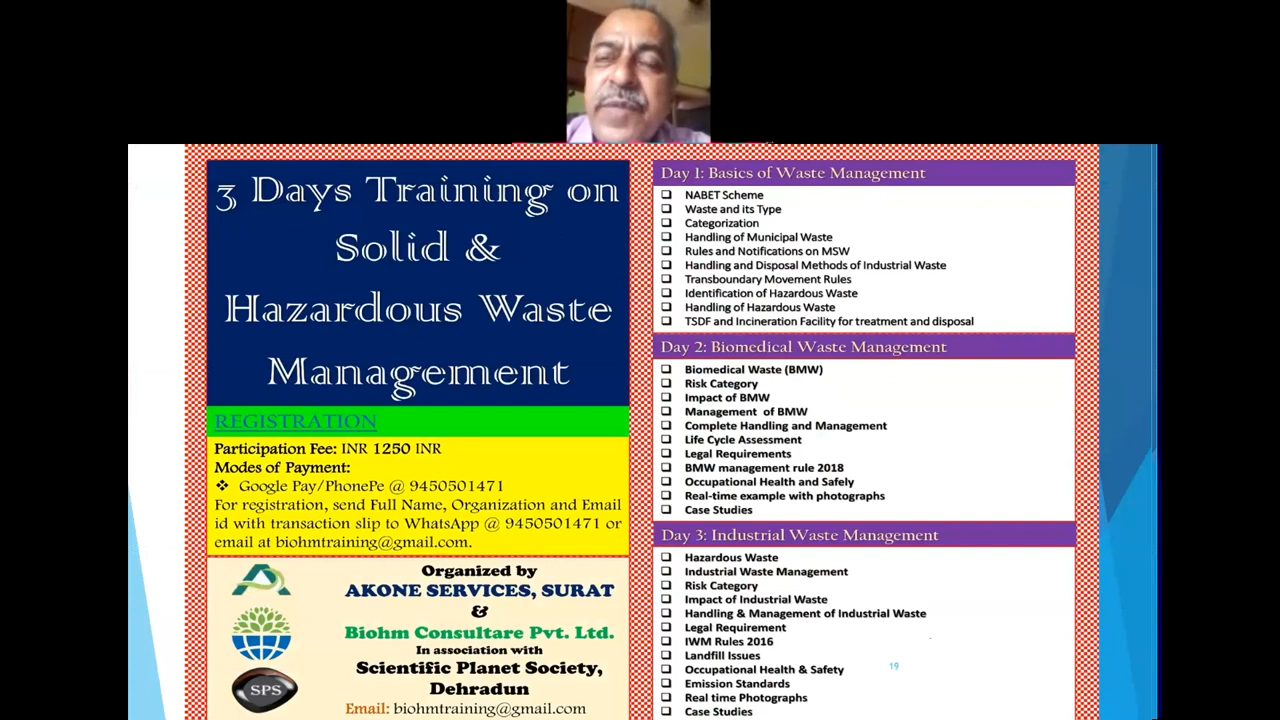 3 Days Training on
Solid &
Hazardous Waste
Management
REGISTRATION
Participation Fee: INR 1250 INR
Modes of Payment:
❖ Google Pay/PhonePe @ 9450501471
For registration, send Full Name, Organization and Email
id with transaction slip to WhatsApp @ 9450501471 or
email at biohmtraining@gmail.com.
Organized by
AKONE SERVICES, SURAT
&
Biohm Consultare Pvt. Ltd.
In association with
Scientific Planet Society,
Dehradun
Email: biohmtraining@gmail.com
SPS
Day 1: Basics of Waste Management
❑ NABET Scheme
❑ Waste and its Type
❑ Categorization
❑ Handling of Municipal Waste
❑ Rules and Notifications on MSW
❑ Handling and Disposal Methods of Industrial Waste
❑ Transboundary Movement Rules
❑ Identification of Hazardous Waste
❑ Handling of Hazardous Waste
❑ TSDF and Incineration Facility for treatment and disposal
Day 2: Biomedical Waste Management
❑ Biomedical Waste (BMW)
❑ Risk Category
❑ Impact of BMW
❑ Management of BMW
❑ Complete Handling and Management
❑ Life Cycle Assessment
❑ Legal Requirements
❑ BMW management rule 2018
❑ Occupational Health and Safely
❑ Real-time example with photographs
❑ Case Studies
Day 3: Industrial Waste Management
❑ Hazardous Waste
❑ Industrial Waste Management
❑ Risk Category
❑ Impact of Industrial Waste
❑ Handling & Management of Industrial Waste
❑ Legal Requirement
❑ IWM Rules 2016
❑ Landfill Issues
❑ Occupational Health & Safety
❑ Emission Standards
❑ Real time Photographs
❑ Case Studies
19